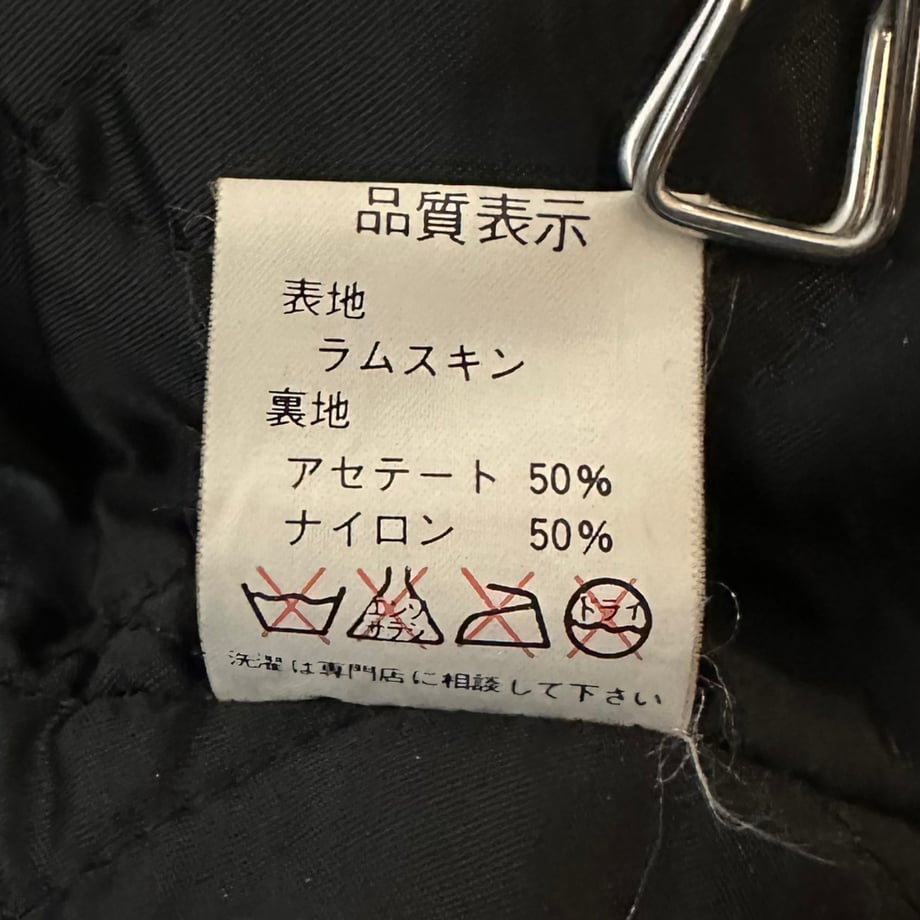 品質表示
表地
ラムスキン
裏地
アセテート 50%
ナイロン 50%
エンソ
サラシ
ドライ
洗濯は専門店に相談して下さい